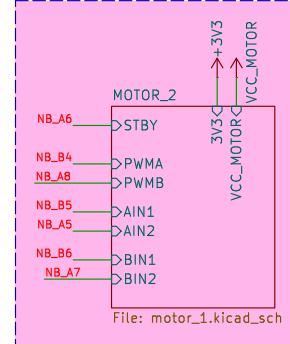 +3V3
VCC_MOTOR
MOTOR_2
3V3
VCC_MOTOR
NB_A6 STBY
NB_B4 PWMA
NB_A8 PWMB
NB_B5 AIN1
NB_A5 AIN2
NB_B6 BIN1
NB_A7 BIN2
File: motor_1.kicad_sch